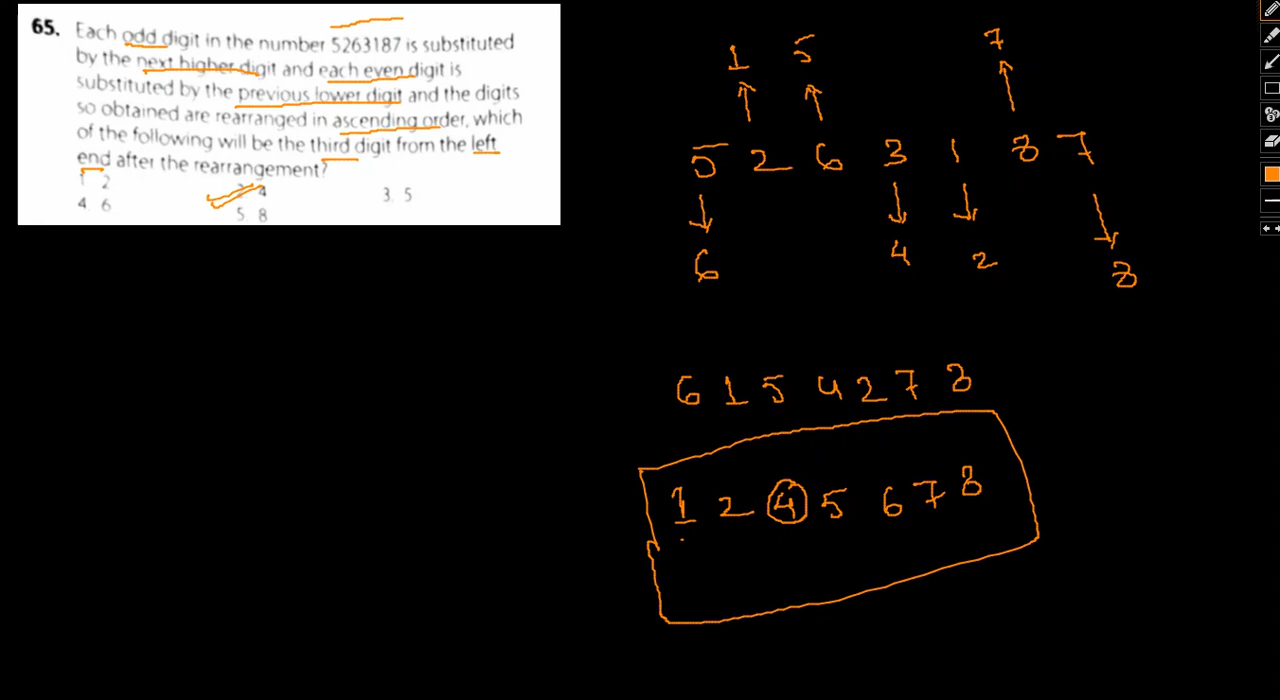 65. Each odd digit in the number 5263187 is substituted
by the next higher digit and each even digit is
substituted by the previous lower digit and the digits
so obtained are rearranged in ascending order, which
of the following will be the third digit from the left
end after the rearrangement?
1 2
4
3. 5
4. 6
5. 8
1 5 7
5 2 6 3 1 8 7
6 4 2 8
6 1 5 4 2 7 8
1 2 4 5 6 7 8